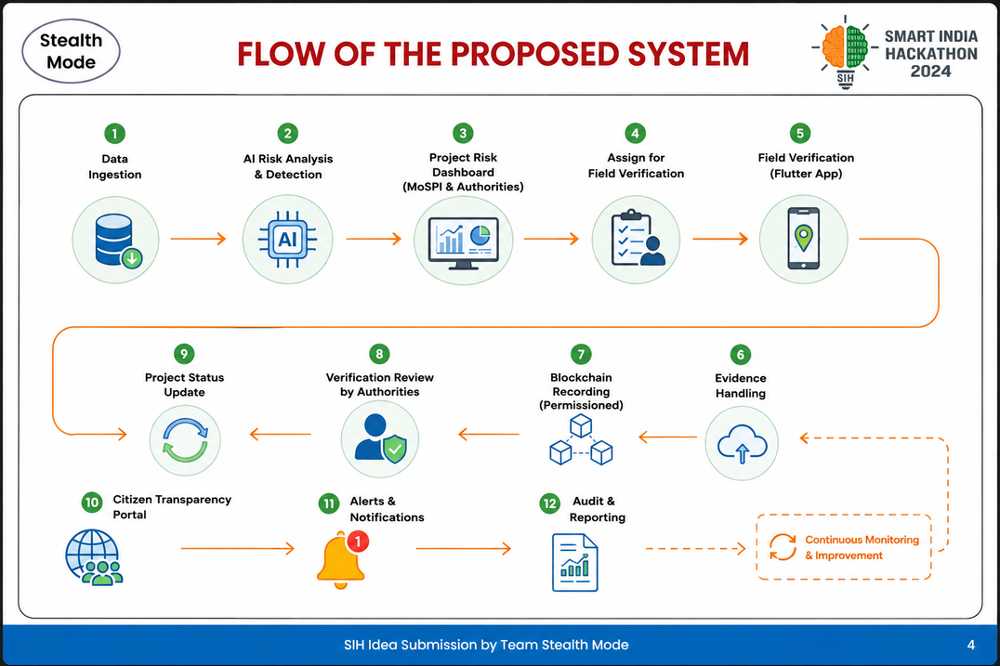 Stealth
Mode
FLOW OF THE PROPOSED SYSTEM
SIH
SMART INDIA
HACKATHON
2024
1
Data
Ingestion
2
AI Risk Analysis
& Detection
AI
3
Project Risk
Dashboard
(MoSPI & Authorities)
4
Assign for
Field Verification
5
Field Verification
(Flutter App)
9
Project Status
Update
8
Verification Review
by Authorities
7
Blockchain
Recording
(Permissioned)
6
Evidence
Handling
10
Citizen Transparency
Portal
11
Alerts &
Notifications
1
12
Audit &
Reporting
Continuous Monitoring
& Improvement
SIH Idea Submission by Team Stealth Mode
4